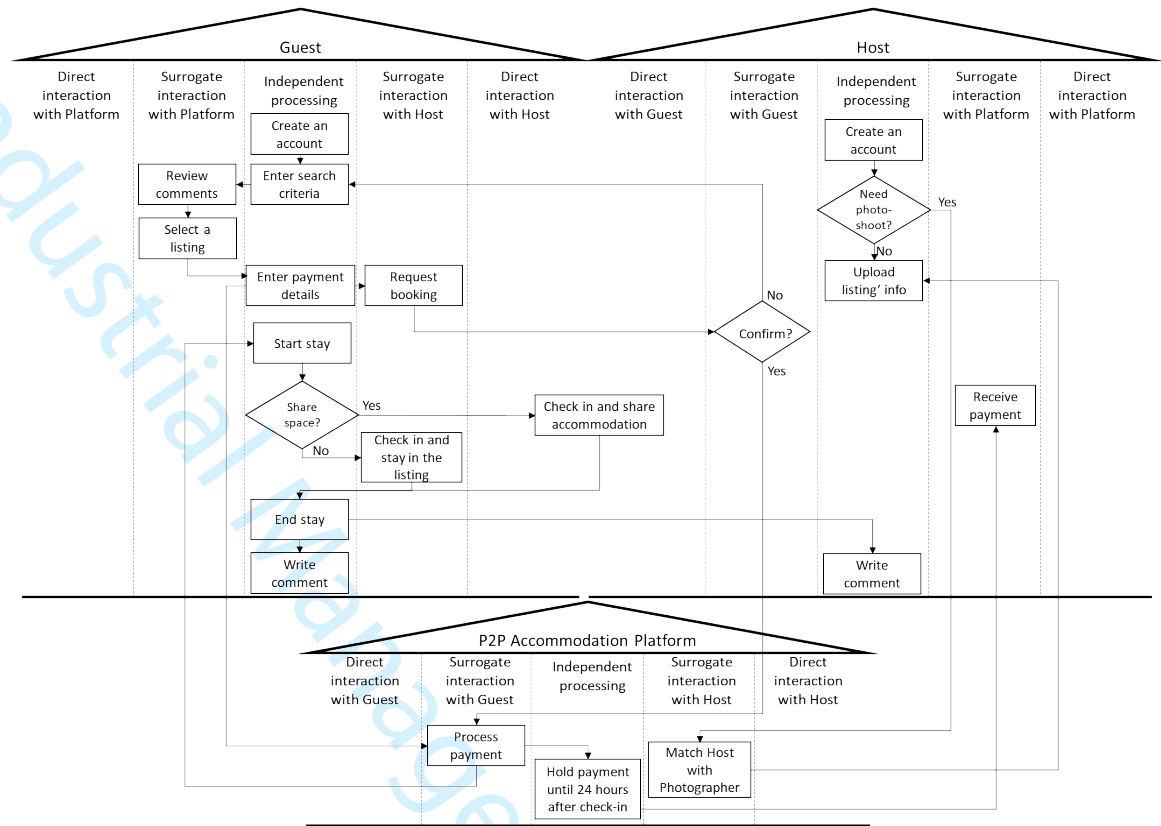 Guest
Direct
interaction
with Platform
Surrogate
interaction
with Platform
Independent
processing
Surrogate
interaction
with Host
Direct
interaction
with Host
Create an
account
Review
comments
Enter search
criteria
Select a
listing
Enter payment
details
Request
booking
Start stay
Share
space?
Yes
No
Check in and share
accommodation
Check in and
stay in the
listing
End stay
Write
comment
Host
Direct
interaction
with Guest
Surrogate
interaction
with Guest
Independent
processing
Surrogate
interaction
with Platform
Direct
interaction
with Platform
Create an
account
Need
photo-
shoot?
Yes
No
Upload
listing' info
No
Confirm?
Yes
Receive
payment
Write
comment
P2P Accommodation Platform
Direct
interaction
with Guest
Surrogate
interaction
with Guest
Independent
processing
Surrogate
interaction
with Host
Direct
interaction
with Host
Process
payment
Hold payment
until 24 hours
after check-in
Match Host
with
Photographer